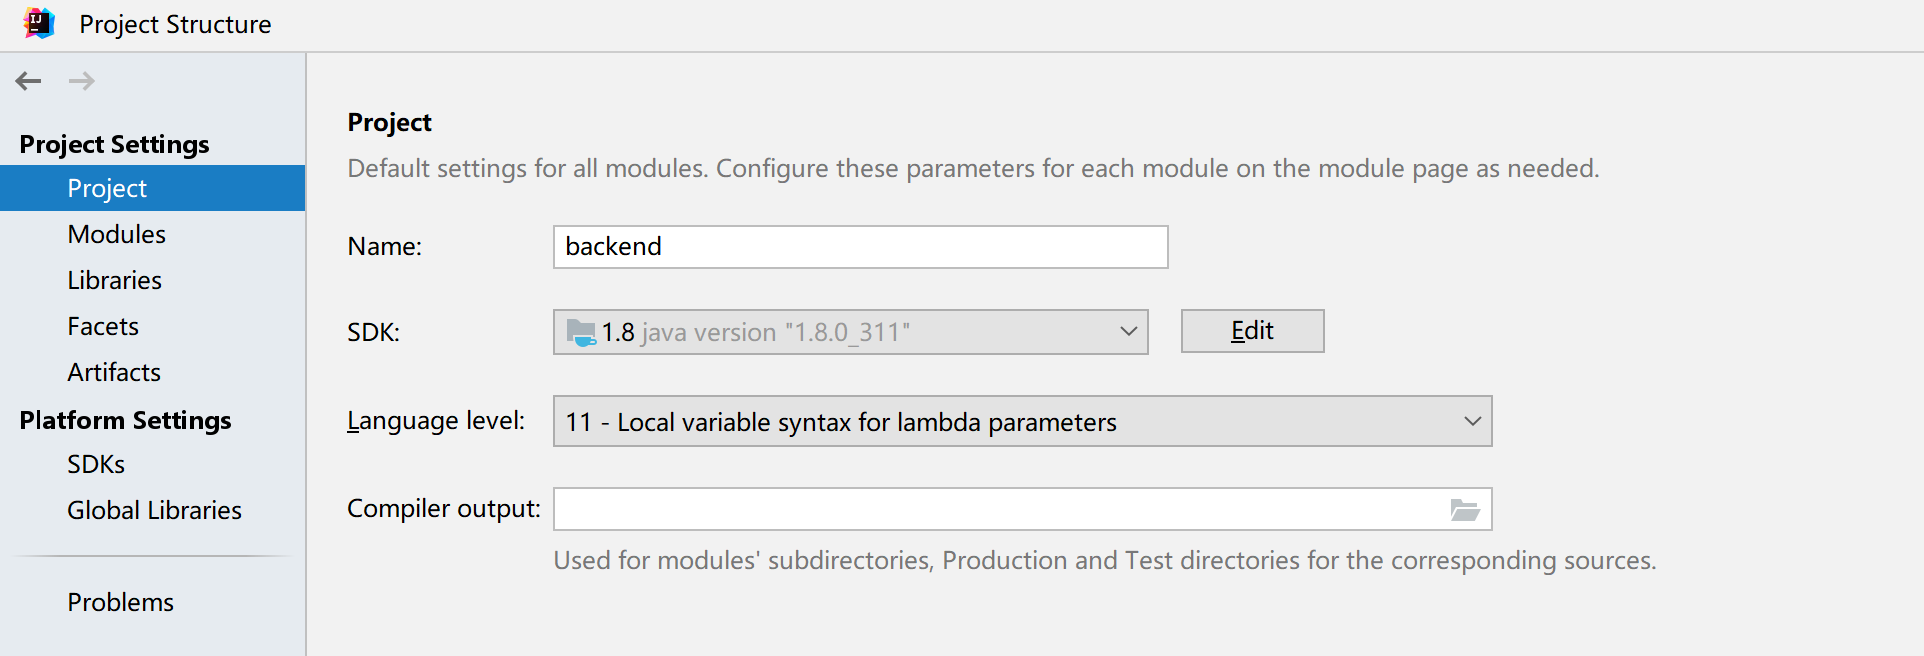 IJ
Project Structure
Project Settings
Project
Modules
Libraries
Facets
Artifacts
Platform Settings
SDKs
Global Libraries
Problems
Project
Default settings for all modules. Configure these parameters for each module on the module page as needed.
Name: backend
SDK: 1.8 java version "1.8.0_311" Edit
Language level: 11 - Local variable syntax for lambda parameters
Compiler output:
Used for modules' subdirectories, Production and Test directories for the corresponding sources.